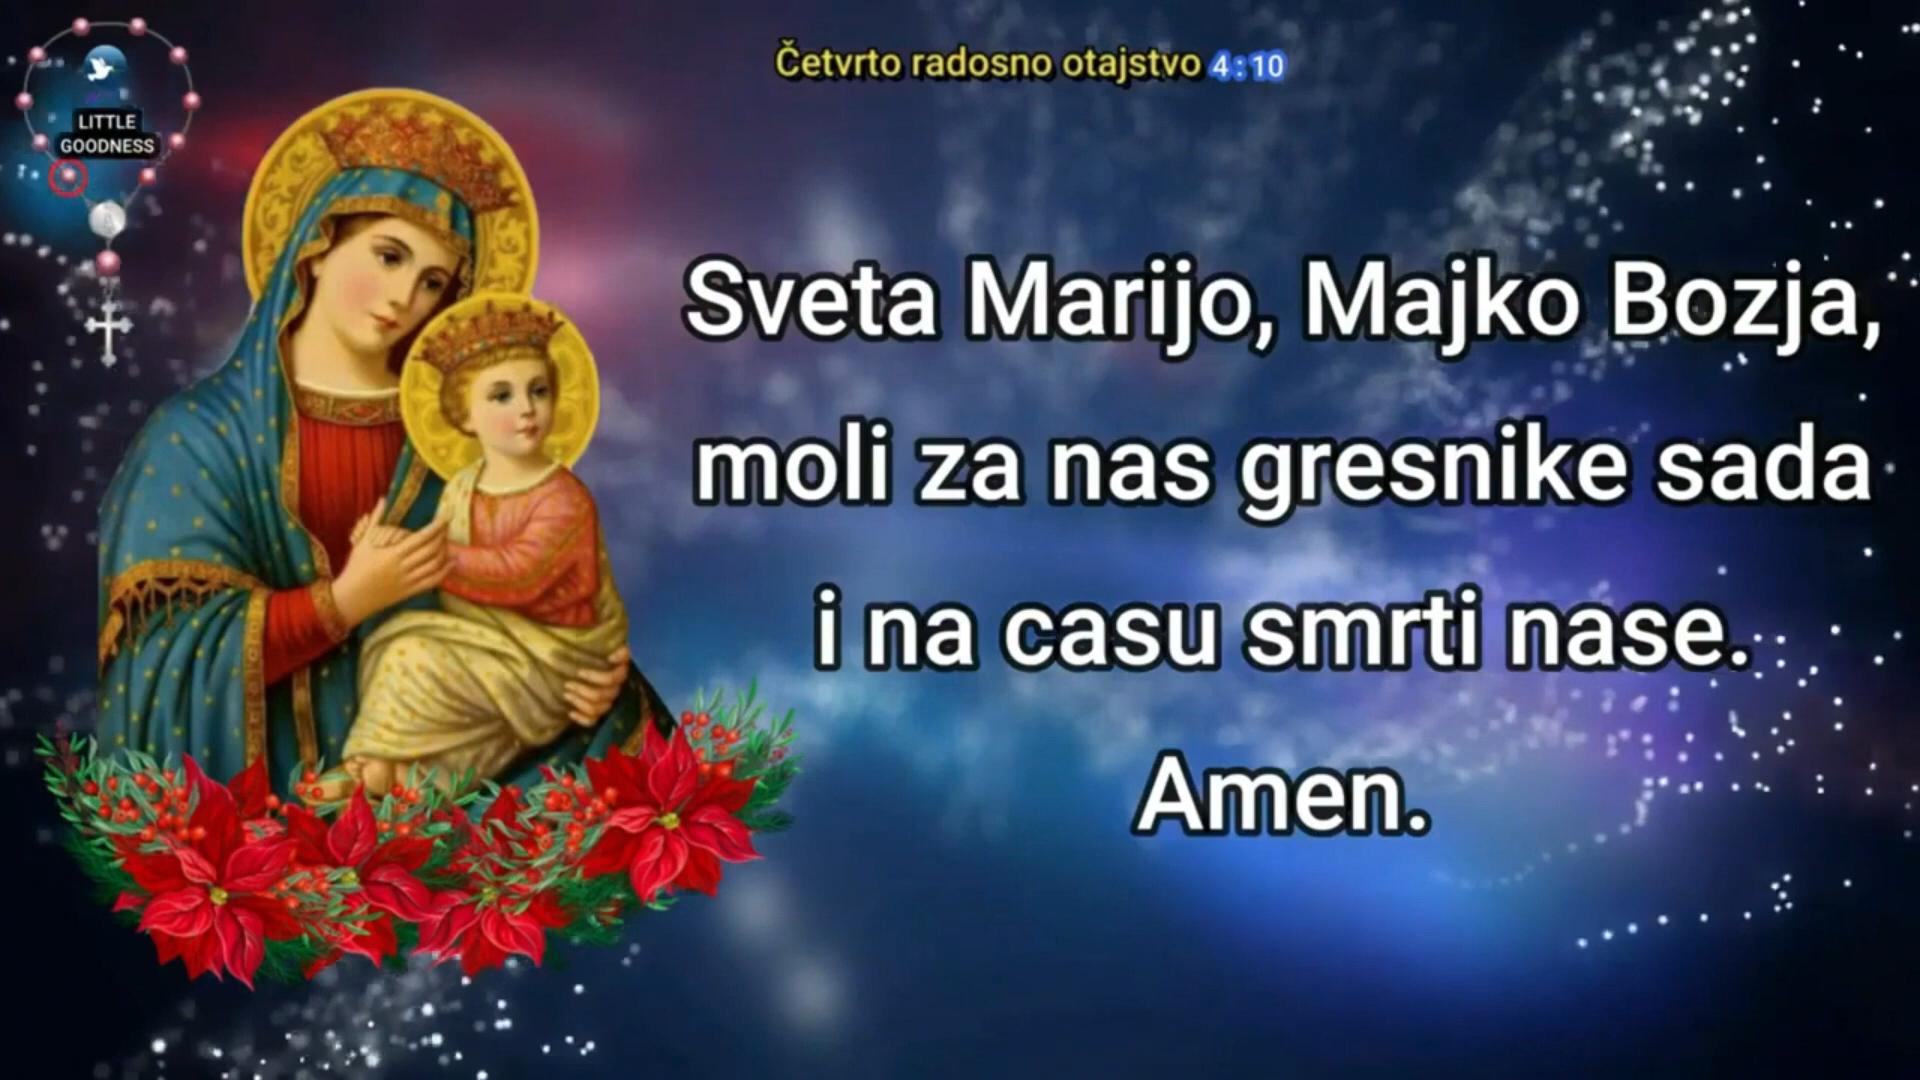 Četvrto radosno otajstvo 4:10
LITTLE
GOODNESS
Sveta Marijo, Majko Bozja,
moli za nas gresnike sada
i na casu smrti nase.
Amen.